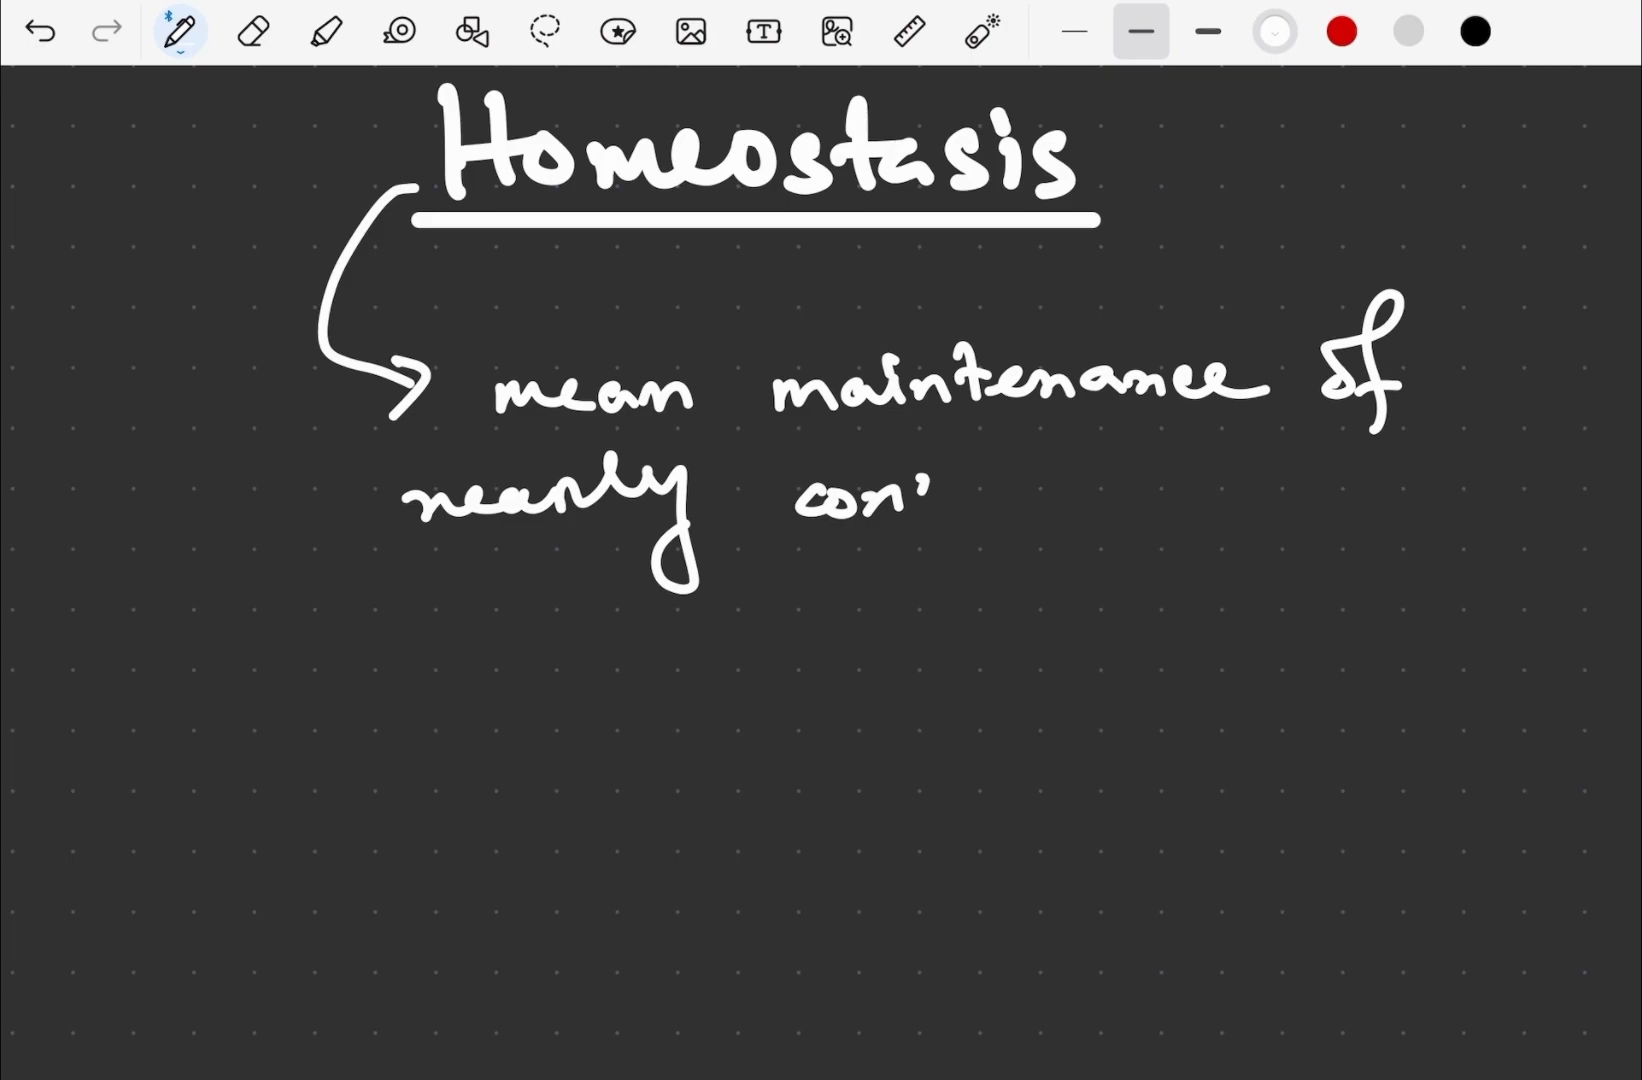 Homeostasis
mean maintenance of
nearly con